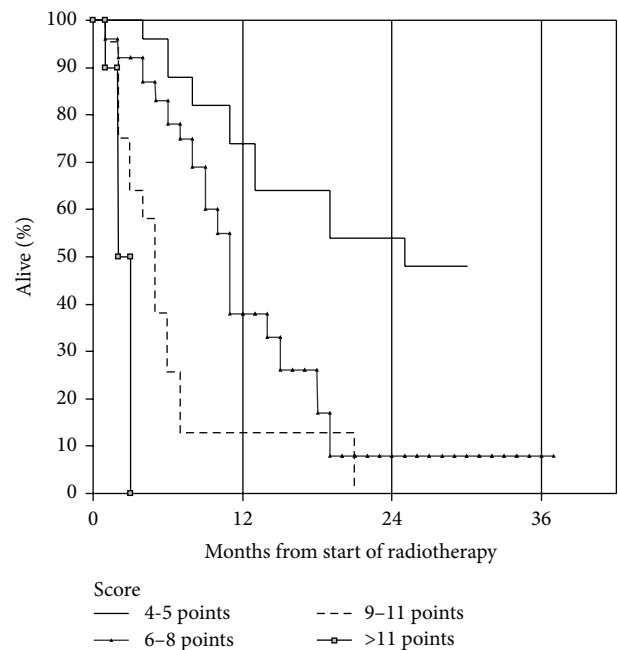 100
90
80
70
60
50
40
30
20
10
0
Alive (%)
0 12 24 36
Months from start of radiotherapy
Score
4-5 points
6–8 points
9–11 points
>11 points